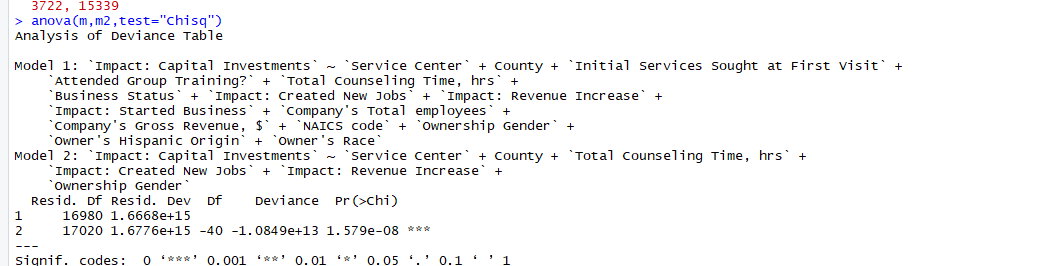 3722, 15339
> anova(m,m2,test="Chisq")
Analysis of Deviance Table
Model 1: `Impact: Capital Investments` ~ `Service Center` + County + `Initial Services Sought at First Visit` +
`Attended Group Training?` + `Total Counseling Time, hrs` +
`Business Status` + `Impact: Created New Jobs` + `Impact: Revenue Increase` +
`Impact: Started Business` + `Company's Total employees` +
`Company's Gross Revenue, $` + `NAICS code` + `Ownership Gender` +
`Owner's Hispanic Origin` + `Owner's Race`
Model 2: `Impact: Capital Investments` ~ `Service Center` + County + `Total Counseling Time, hrs` +
`Impact: Created New Jobs` + `Impact: Revenue Increase` +
`Ownership Gender`
Resid. Df Resid. Dev Df Deviance Pr(>Chi)
1 16980 1.6668e+15
2 17020 1.6776e+15 -40 -1.0849e+13 1.579e-08 ***
---
Signif. codes: 0 ‘***’ 0.001 ‘**’ 0.01 ‘*’ 0.05 ‘.’ 0.1 ‘ ’ 1